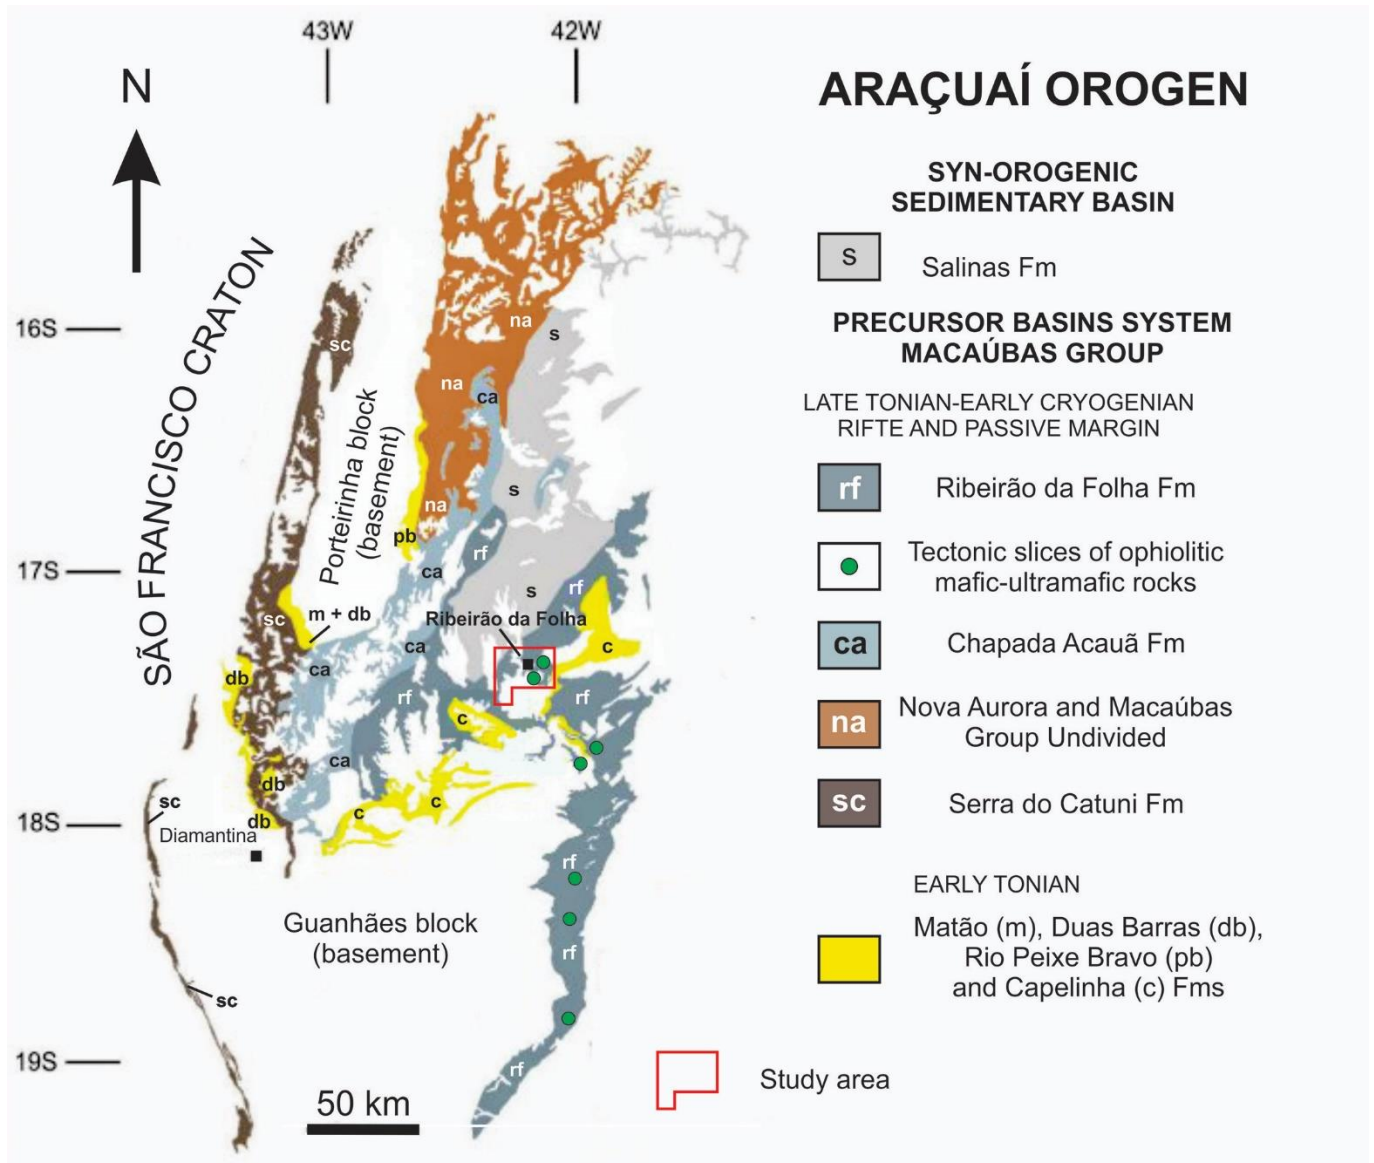 43W
42W
N
ARAÇUAÍ OROGEN
SYN-OROGENIC
SEDIMENTARY BASIN
s
Salinas Fm
PRECURSOR BASINS SYSTEM
MACAÚBAS GROUP
LATE TONIAN-EARLY CRYOGENIAN
RIFTE AND PASSIVE MARGIN
rf
Ribeirão da Folha Fm
Tectonic slices of ophiolitic
mafic-ultramafic rocks
ca
Chapada Acauã Fm
na
Nova Aurora and Macaúbas
Group Undivided
sc
Serra do Catuni Fm
EARLY TONIAN
Matão (m), Duas Barras (db),
Rio Peixe Bravo (pb)
and Capelinha (c) Fms
Study area
16S
17S
18S
19S
SÃO FRANCISCO CRATON
Porteirinha block
(basement)
na
s
sc
na
ca
s
na
pb
rf
ca
rf
s
sc
m + db
Ribeirão da Folha
ca
ca
c
db
rf
rf
c
ca
db
sc
c
c
db
Diamantina
rf
Guanhães block
(basement)
rf
sc
rf
50 km